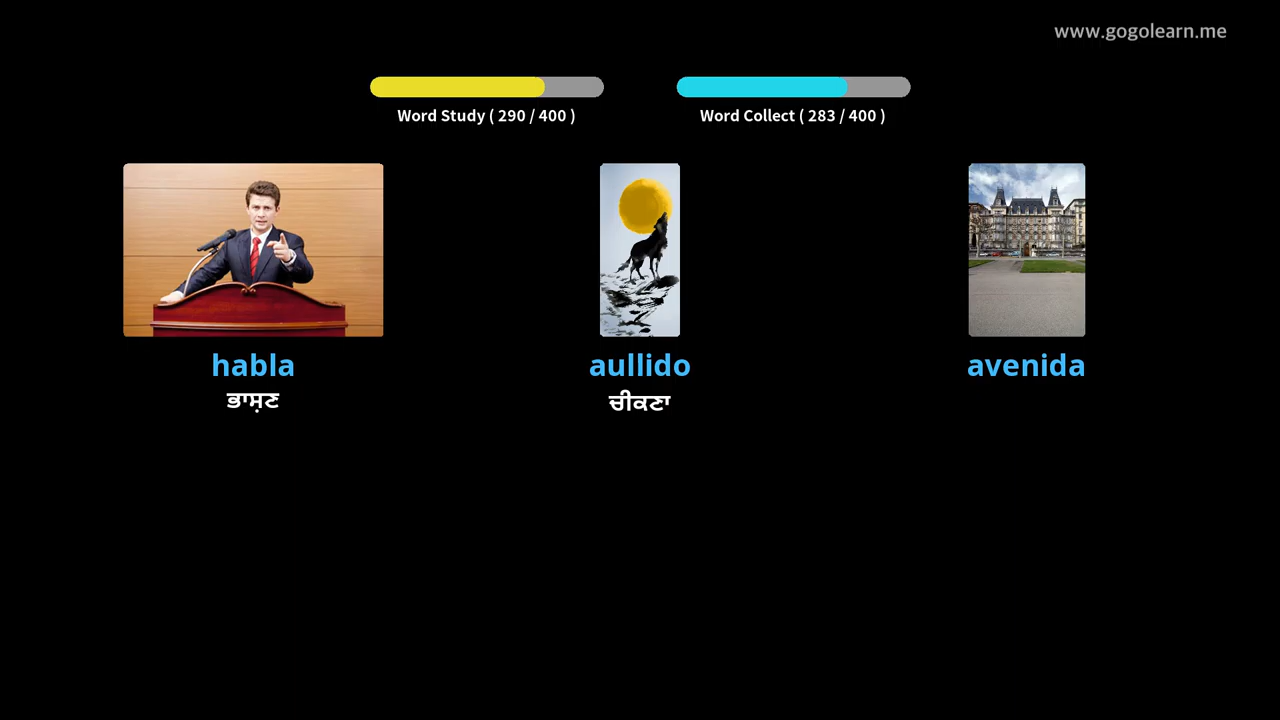 www.gogolearn.me
Word Study ( 290 / 400 )
Word Collect ( 283 / 400 )
habla
aullido
avenida
ਭਾਸ਼ਣ
ਚੀਕਣਾ